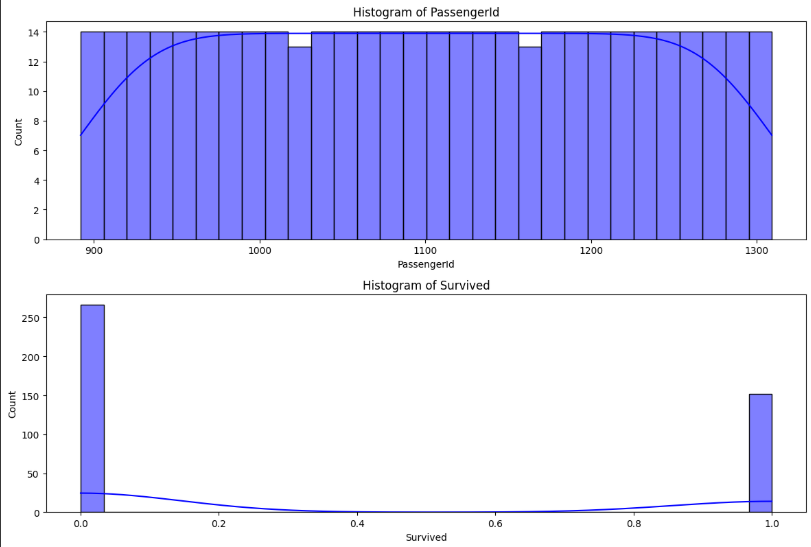 Histogram of PassengerId
14
12
10
8
6
4
2
0
Count
900 1000 1100 1200 1300
PassengerId
Histogram of Survived
250
200
150
100
50
0
Count
0.0 0.2 0.4 0.6 0.8 1.0
Survived